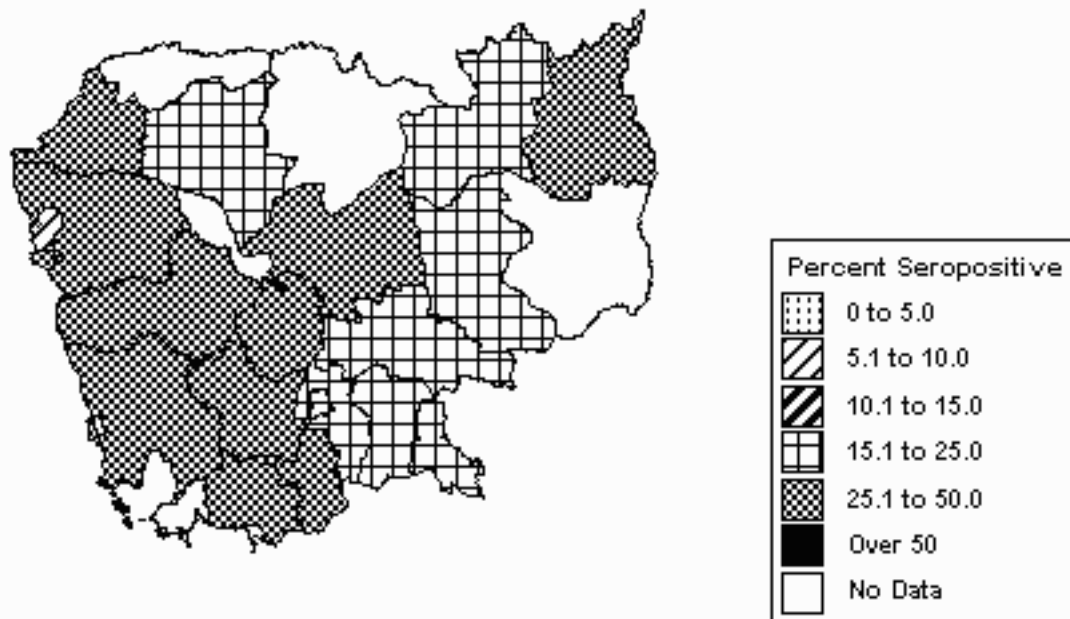 Percent Seropositive
0 to 5.0
5.1 to 10.0
10.1 to 15.0
15.1 to 25.0
25.1 to 50.0
Over 50
No Data